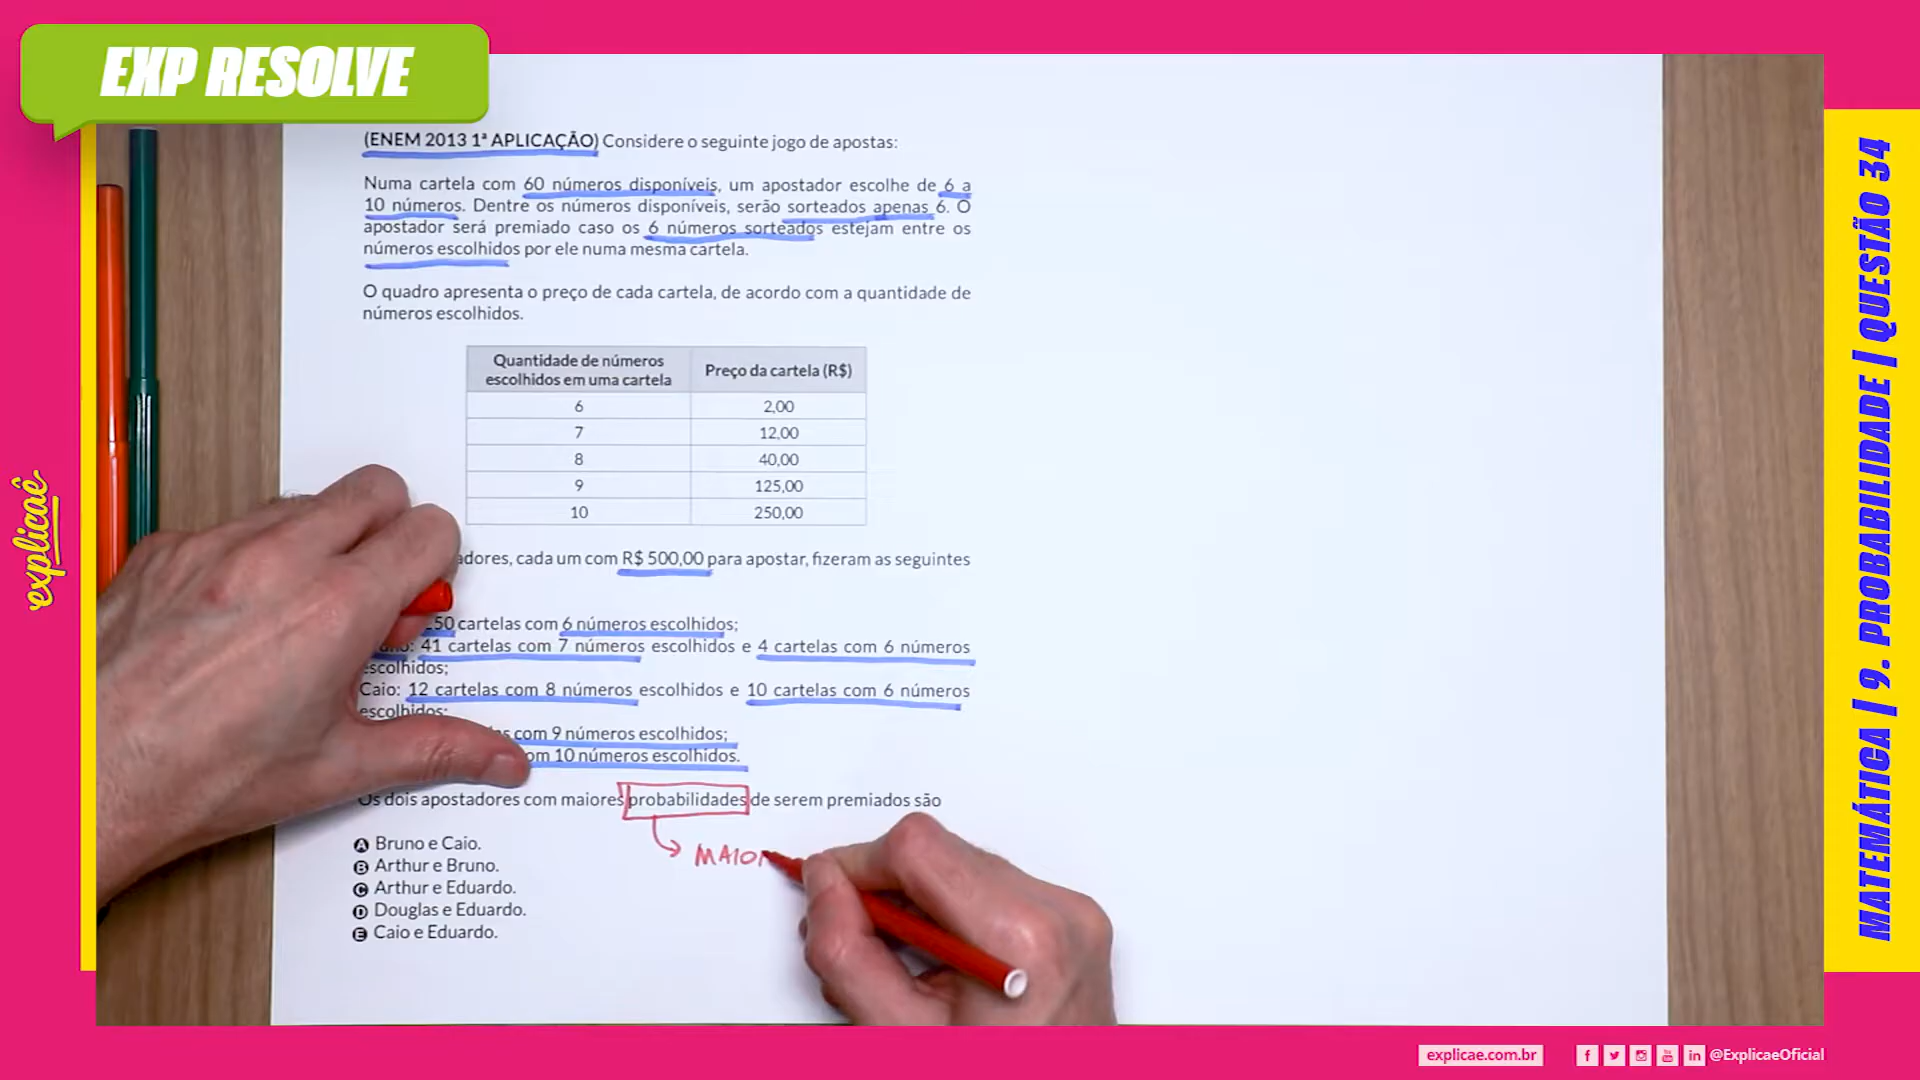 EXP RESOLVE
(ENEM 2013 1ª APLICAÇÃO) Considere o seguinte jogo de apostas:
Numa cartela com 60 números disponíveis, um apostador escolhe de 6 a
10 números. Dentre os números disponíveis, serão sorteados apenas 6. O
apostador será premiado caso os 6 números sorteados estejam entre os
números escolhidos por ele numa mesma cartela.
O quadro apresenta o preço de cada cartela, de acordo com a quantidade de
números escolhidos.
Quantidade de números
escolhidos em uma cartela
Preço da cartela (R$)
6 2,00
7 12,00
8 40,00
9 125,00
10 250,00
adores, cada um com R$ 500,00 para apostar, fizeram as seguintes
50 cartelas com 6 números escolhidos;
: 41 cartelas com 7 números escolhidos e 4 cartelas com 6 números
escolhidos;
Caio: 12 cartelas com 8 números escolhidos e 10 cartelas com 6 números
escolhidos;
com 9 números escolhidos;
om 10 números escolhidos.
Os dois apostadores com maiores probabilidades de serem premiados são
MAIO
A Bruno e Caio.
B Arthur e Bruno.
C Arthur e Eduardo.
D Douglas e Eduardo.
E Caio e Eduardo.
explicaê
MATEMÁTICA | 9. PROBABILIDADE | QUESTÃO 34
explicae.com.br
@ExplicaeOficial